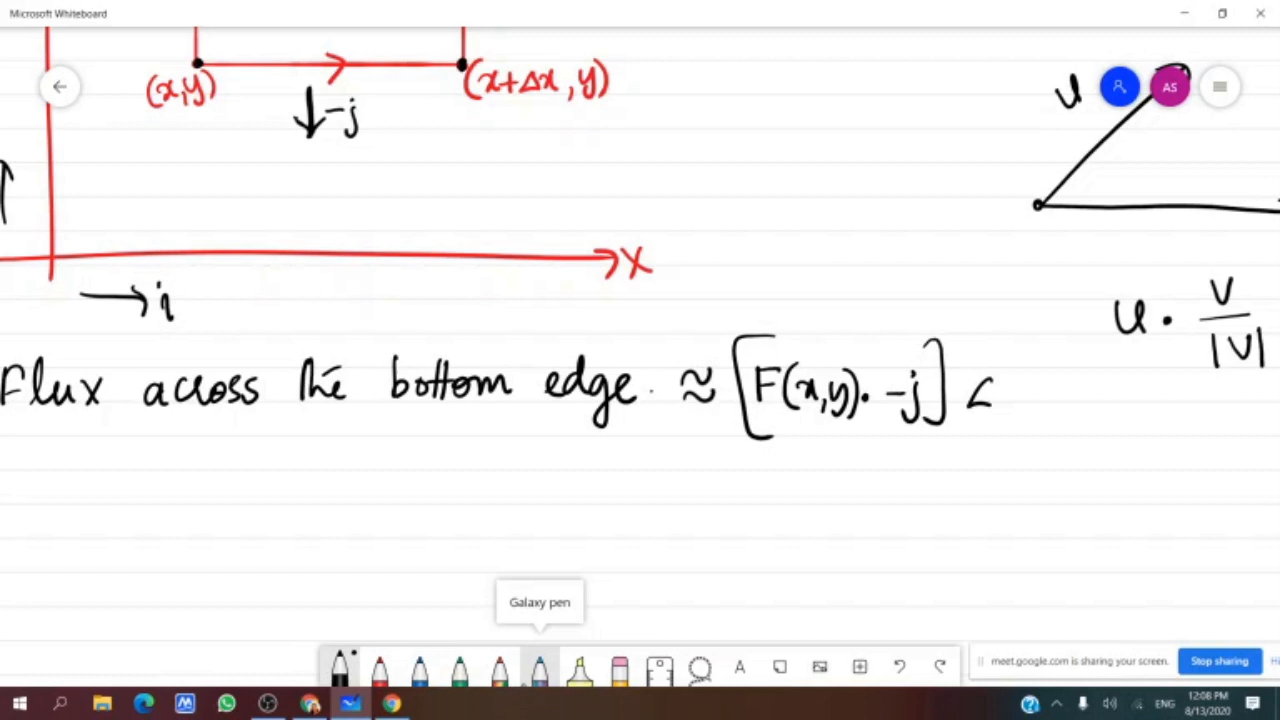 Microsoft Whiteboard
(x,y)
(x+Δx, y)
-j
u
AS
X
i
u · v/|v|
Flux across the bottom edge. ≈ [F(x,y)· -j]
Galaxy pen
A
meet.google.com is sharing your screen.
Stop sharing
Hi
ENG
12:08 PM
8/13/2020